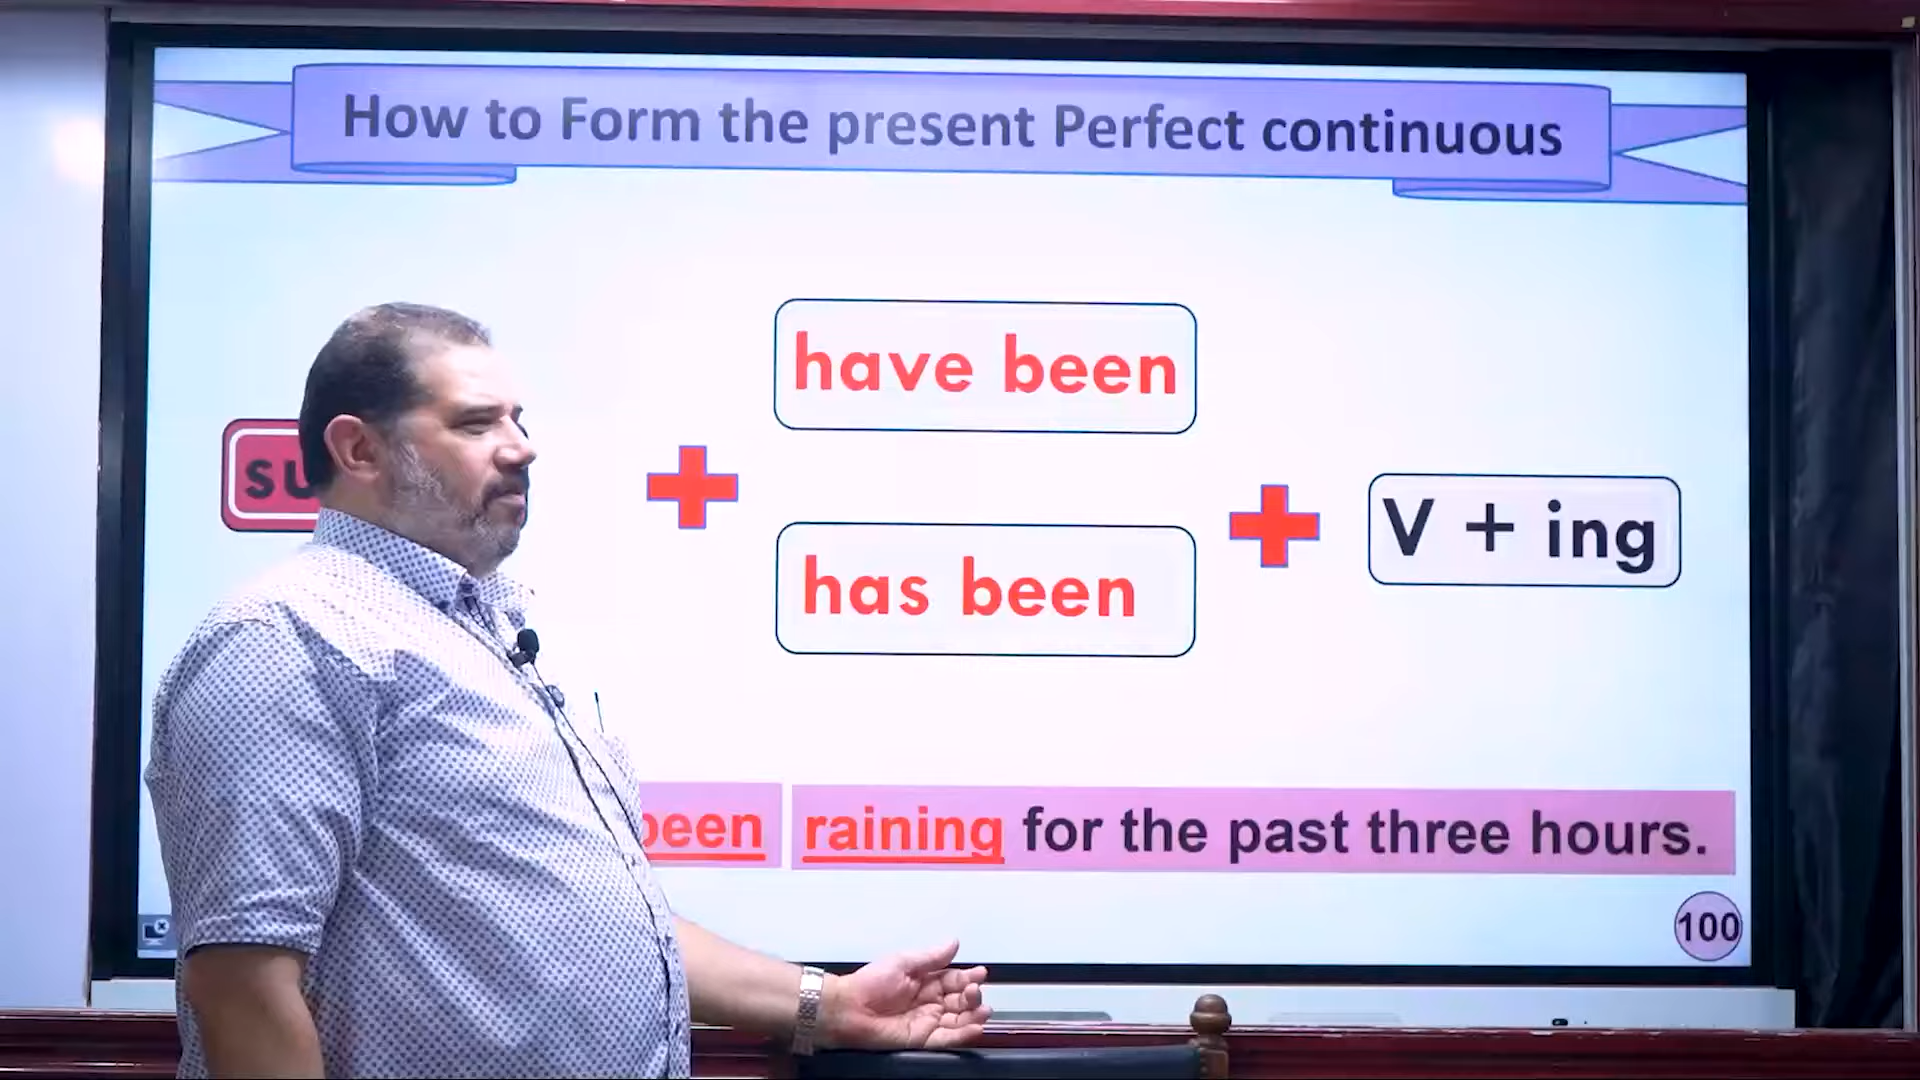 How to Form the present Perfect continuous
have been
has been
V + ing
been raining for the past three hours.
100